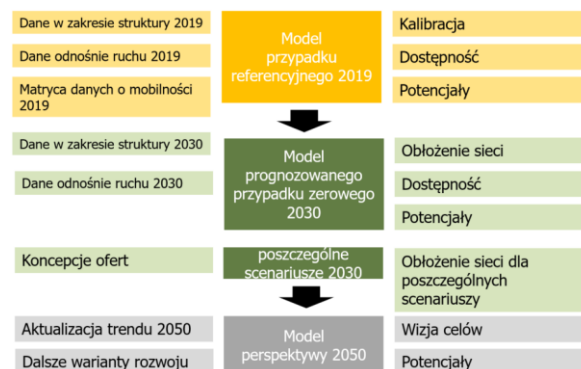 Dane w zakresie struktury 2019
Dane odnośnie ruchu 2019
Matryca danych o mobilności
2019
Model
przypadku
referencyjnego 2019
Kalibracja
Dostępność
Potencjały
Dane w zakresie struktury 2030
Dane odnośnie ruchu 2030
Model
prognozowanego
przypadku zerowego
2030
Obłożenie sieci
Dostępność
Potencjały
Koncepcje ofert
poszczególne
scenariusze 2030
Obłożenie sieci dla
poszczególnych
scenariuszy
Aktualizacja trendu 2050
Dalsze warianty rozwoju
Model
perspektywy 2050
Wizja celów
Potencjały